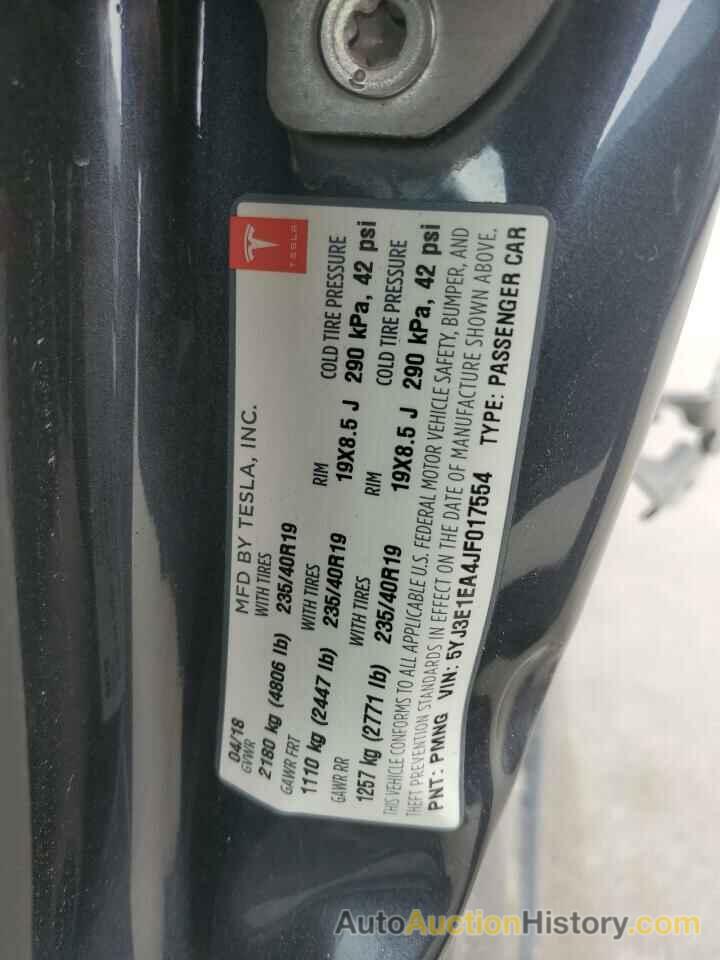 TESLA
MFD BY TESLA, INC.
04/18
GVWR WITH TIRES RIM COLD TIRE PRESSURE
2180 kg (4806 lb) 235/40R19 19X8.5 J 290 kPa, 42 psi
GAWR FRT WITH TIRES RIM COLD TIRE PRESSURE
1110 kg (2447 lb) 235/40R19 19X8.5 J 290 kPa, 42 psi
GAWR RR WITH TIRES
1257 kg (2771 lb) 235/40R19
THIS VEHICLE CONFORMS TO ALL APPLICABLE U.S. FEDERAL MOTOR VEHICLE SAFETY, BUMPER, AND
THEFT PREVENTION STANDARDS IN EFFECT ON THE DATE OF MANUFACTURE SHOWN ABOVE.
PNT: PMNG VIN: 5YJ3E1EA4JF017554 TYPE: PASSENGER CAR
AutoAuctionHistory.com